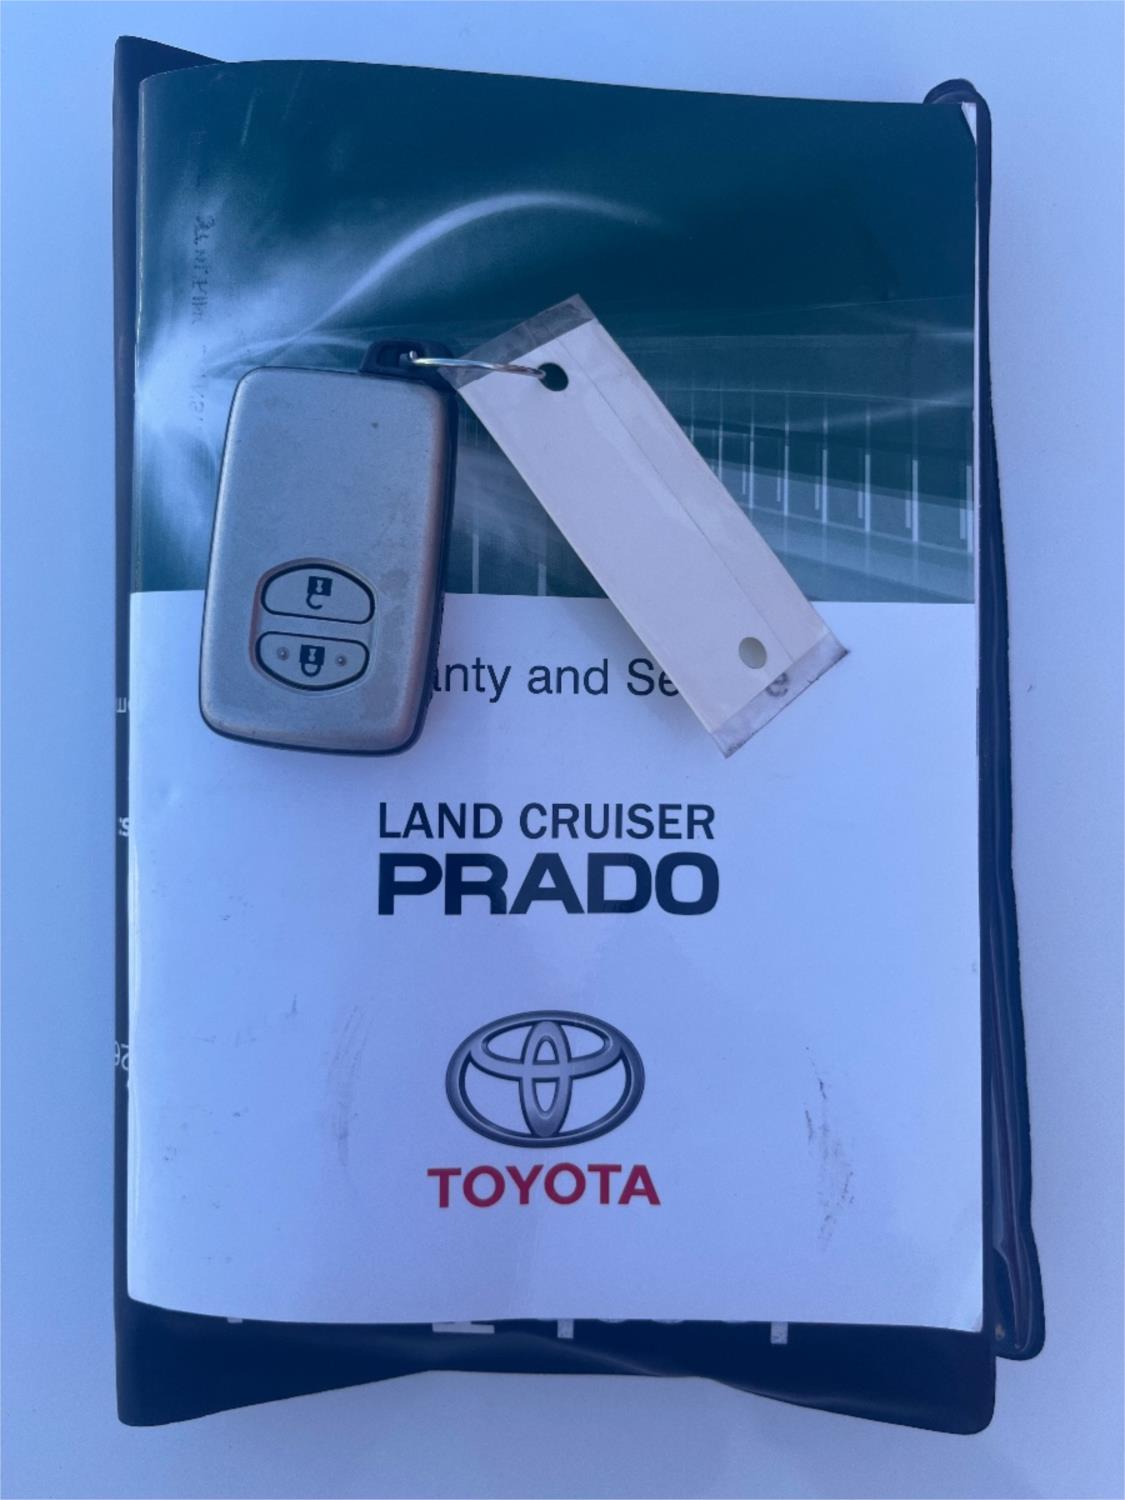 anty and Se e
LAND CRUISER
PRADO
TOYOTA